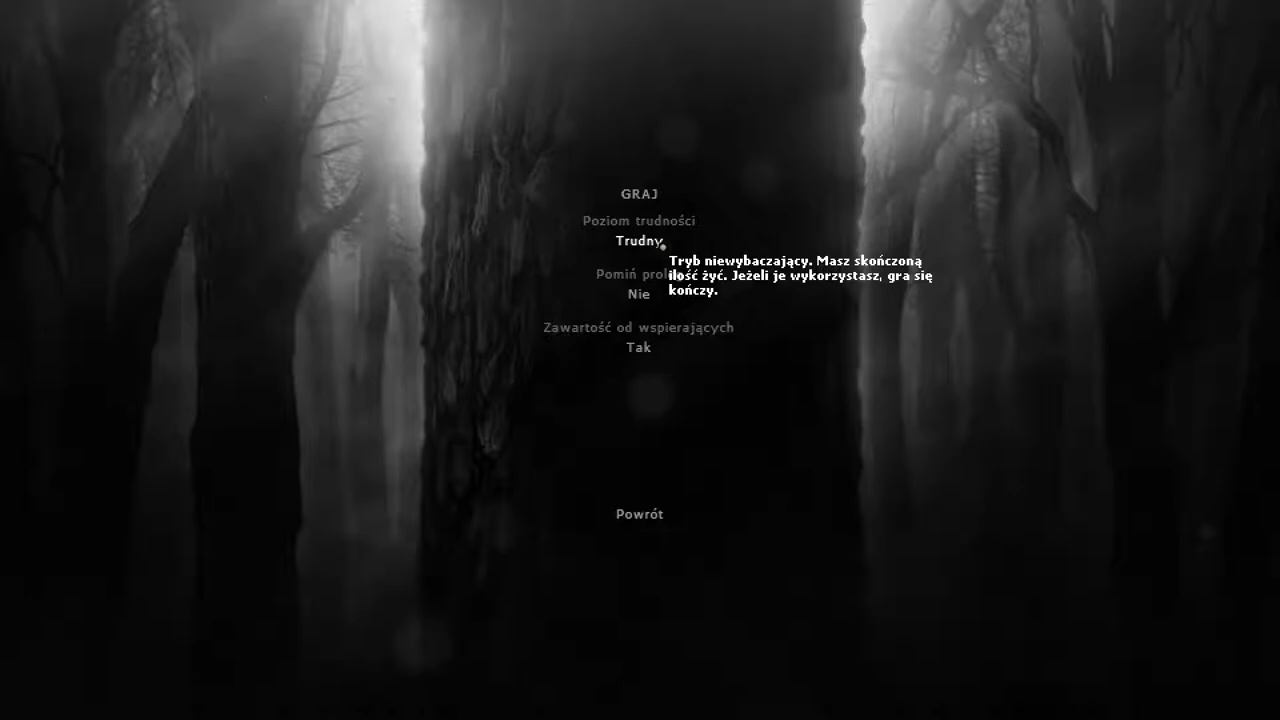 GRAJ
Poziom trudności
Trudny
Tryb niewybaczający. Masz skończoną
ilość żyć. Jeżeli je wykorzystasz, gra się
kończy.
Pomiń
Nie
Zawartość od wspierających
Tak
Powrót